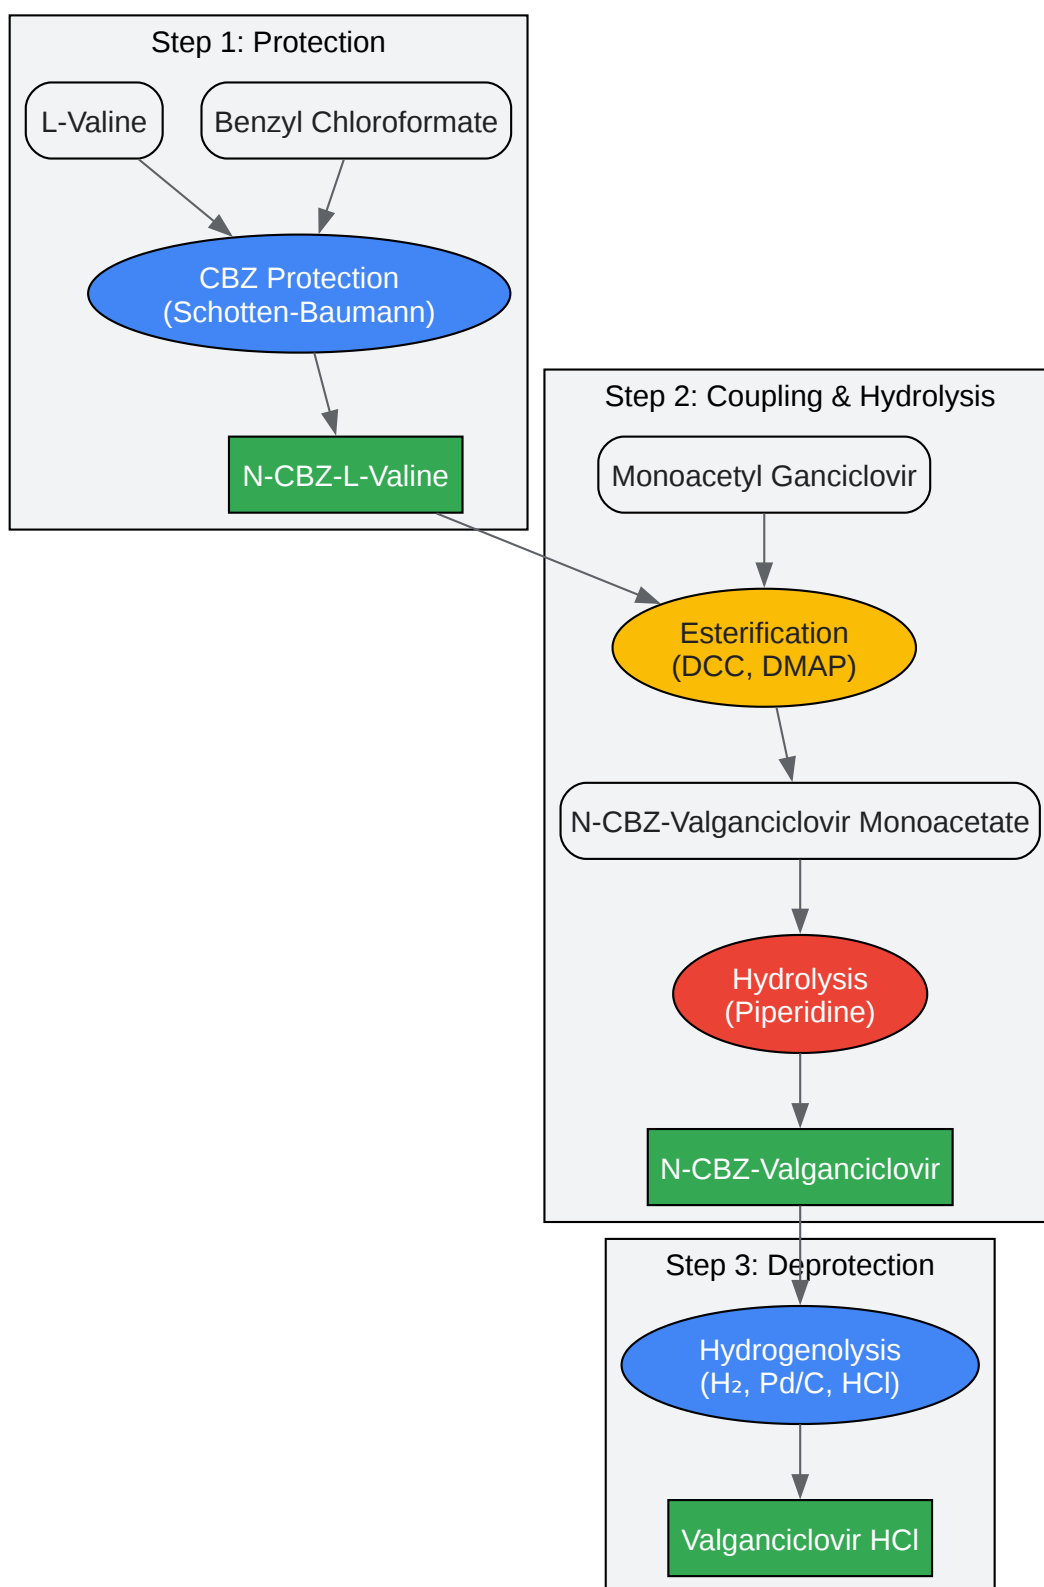 Step 1: Protection
L-Valine
Benzyl Chloroformate
CBZ Protection
(Schotten-Baumann)
N-CBZ-L-Valine
Step 2: Coupling & Hydrolysis
Monoacetyl Ganciclovir
Esterification
(DCC, DMAP)
N-CBZ-Valganciclovir Monoacetate
Hydrolysis
(Piperidine)
N-CBZ-Valganciclovir
Step 3: Deprotection
Hydrogenolysis
(H₂, Pd/C, HCl)
Valganciclovir HCl